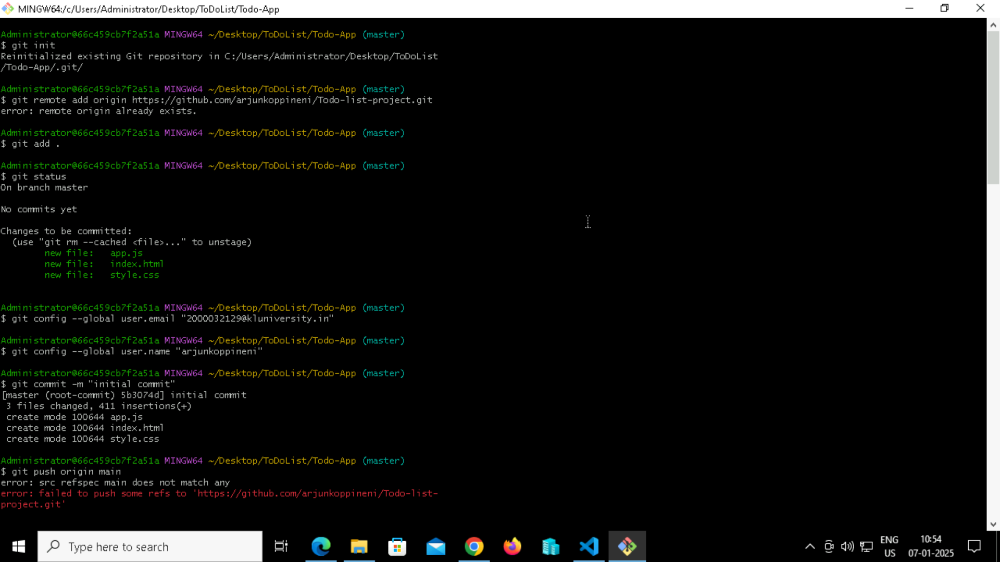 MINGW64:/c/Users/Administrator/Desktop/ToDoList/Todo-App
Administrator@66c459cb7f2a51a MINGW64 ~/Desktop/ToDoList/Todo-App (master)
$ git init
Reinitialized existing Git repository in C:/Users/Administrator/Desktop/ToDoList
/Todo-App/.git/
Administrator@66c459cb7f2a51a MINGW64 ~/Desktop/ToDoList/Todo-App (master)
$ git remote add origin https://github.com/arjunkoppineni/Todo-list-project.git
error: remote origin already exists.
Administrator@66c459cb7f2a51a MINGW64 ~/Desktop/ToDoList/Todo-App (master)
$ git add .
Administrator@66c459cb7f2a51a MINGW64 ~/Desktop/ToDoList/Todo-App (master)
$ git status
On branch master
No commits yet
Changes to be committed:
  (use "git rm --cached <file>..." to unstage)
        new file:   app.js
        new file:   index.html
        new file:   style.css
Administrator@66c459cb7f2a51a MINGW64 ~/Desktop/ToDoList/Todo-App (master)
$ git config --global user.email "2000032129@kluniversity.in"
Administrator@66c459cb7f2a51a MINGW64 ~/Desktop/ToDoList/Todo-App (master)
$ git config --global user.name "arjunkoppineni"
Administrator@66c459cb7f2a51a MINGW64 ~/Desktop/ToDoList/Todo-App (master)
$ git commit -m "initial commit"
[master (root-commit) 5b3074d] initial commit
 3 files changed, 411 insertions(+)
 create mode 100644 app.js
 create mode 100644 index.html
 create mode 100644 style.css
Administrator@66c459cb7f2a51a MINGW64 ~/Desktop/ToDoList/Todo-App (master)
$ git push origin main
error: src refspec main does not match any
error: failed to push some refs to 'https://github.com/arjunkoppineni/Todo-list-
project.git'
Type here to search
ENG
US
10:54
07-01-2025